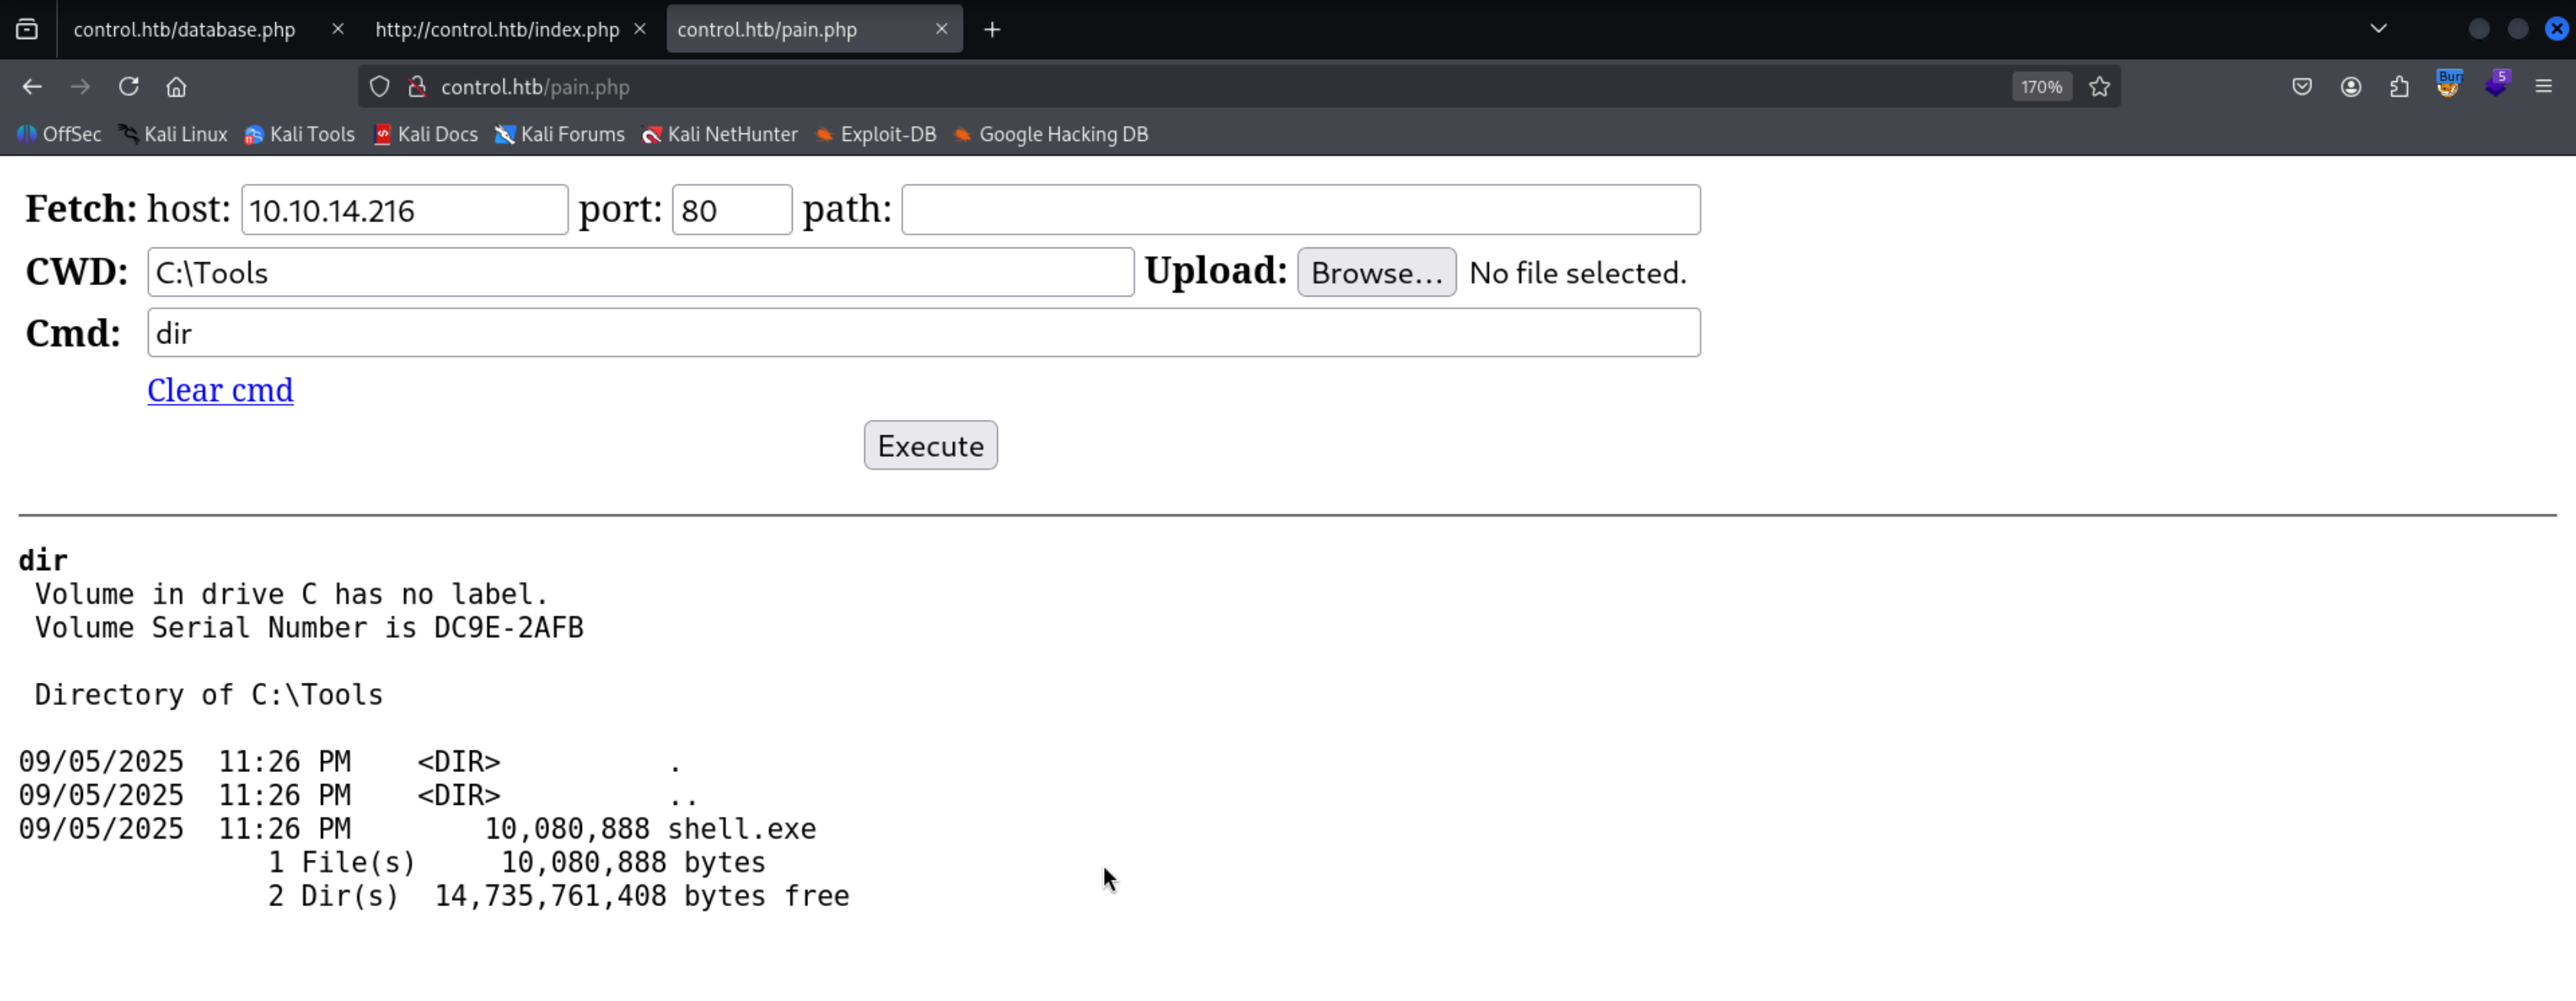 control.htb/database.php http://control.htb/index.php control.htb/pain.php
control.htb/pain.php 170% Bur 5
OffSec Kali Linux Kali Tools Kali Docs Kali Forums Kali NetHunter Exploit-DB Google Hacking DB
Fetch: host: 10.10.14.216 port: 80 path:
CWD: C:\Tools Upload: Browse... No file selected.
Cmd: dir
Clear cmd
Execute
dir
Volume in drive C has no label.
Volume Serial Number is DC9E-2AFB
Directory of C:\Tools
09/05/2025 11:26 PM <DIR> .
09/05/2025 11:26 PM <DIR> ..
09/05/2025 11:26 PM 10,080,888 shell.exe
1 File(s) 10,080,888 bytes
2 Dir(s) 14,735,761,408 bytes free